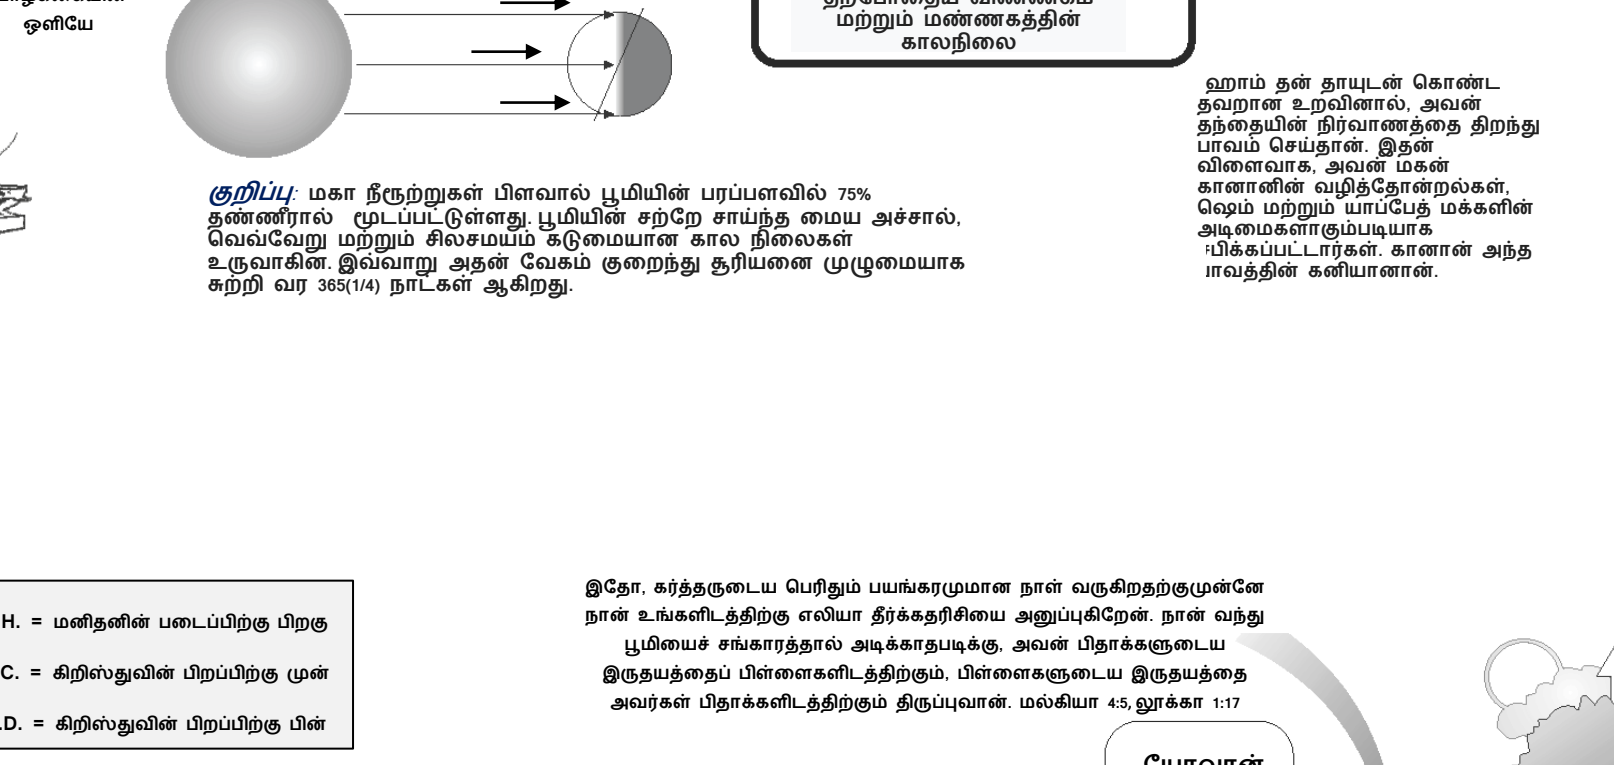 ஒளியே
மற்றும் மண்ணகத்தின்
காலநிலை
ஹாம் தன் தாயுடன் கொண்ட
தவறான உறவினால், அவன்
தந்தையின் நிர்வாணத்தை திறந்து
பாவம் செய்தான். இதன்
விளைவாக, அவன் மகன்
கானானின் வழித்தோன்றல்கள்,
ஷெம் மற்றும் யாப்பேத் மக்களின்
அடிமைகளாகும்படியாக
பிக்கப்பட்டார்கள். கானான் அந்த
கனியானான்.
குறிப்பு: மகா நீரூற்றுகள் பிளவால் பூமியின் பரப்பளவில் 75%
தண்ணீரால் மூடப்பட்டுள்ளது. பூமியின் சற்றே சாய்ந்த மைய அச்சால்,
வெவ்வேறு மற்றும் சிலசமயம் கடுமையான கால நிலைகள்
உருவாகின. இவ்வாறு அதன் வேகம் குறைந்து சூரியனை முழுமையாக
சுற்றி வர 365(1/4) நாட்கள் ஆகிறது.
H. = மனிதனின் படைப்பிற்கு பிறகு
C. = கிறிஸ்துவின் பிறப்பிற்கு முன்
.D. = கிறிஸ்துவின் பிறப்பிற்கு பின்
இதோ, கர்த்தருடைய பெரிதும் பயங்கரமுமான நாள் வருகிறதற்குமுன்னே
நான் உங்களிடத்திற்கு எலியா தீர்க்கதரிசியை அனுப்புகிறேன். நான் வந்து
பூமியைச் சங்காரத்தால் அடிக்காதபடிக்கு, அவன் பிதாக்களுடைய
இருதயத்தைப் பிள்ளைகளிடத்திற்கும், பிள்ளைகளுடைய இருதயத்தை
அவர்கள் பிதாக்களிடத்திற்கும் திருப்புவான். மல்கியா 4:5, லூக்கா 1:17